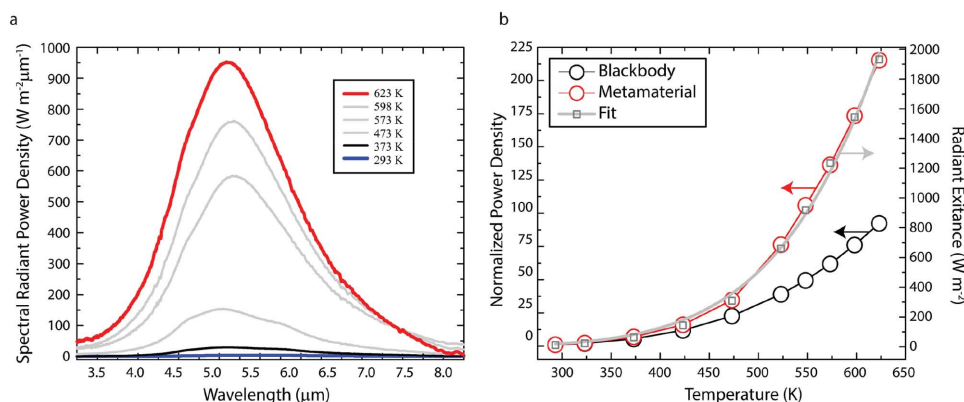 a
Spectral Radiant Power Density (W m⁻²μm⁻¹)
1000
900
800
700
600
500
400
300
200
100
0
3.5 4.0 4.5 5.0 5.5 6.0 6.5 7.0 7.5 8.0
Wavelength (μm)
623 K
598 K
573 K
473 K
373 K
293 K
b
Normalized Power Density
225
200
175
150
125
100
75
50
25
0
300 350 400 450 500 550 600 650
Temperature (K)
Blackbody
Metamaterial
Fit
2000
1800
1600
1400
1200
1000
800
600
400
200
0
Radiant Exitance (W m⁻²)